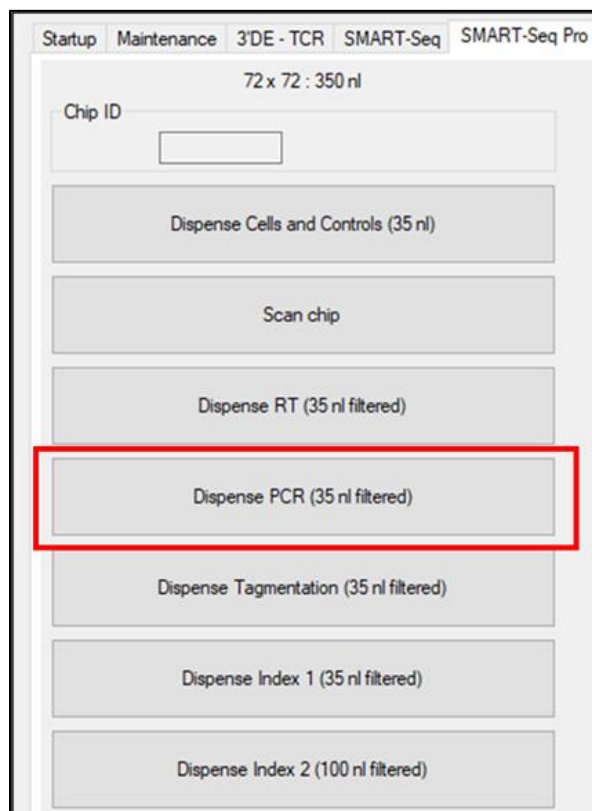 Startup Maintenance 3'DE - TCR SMART-Seq SMART-Seq Pro
72 x 72 : 350 nl
Chip ID
Dispense Cells and Controls (35 nl)
Scan chip
Dispense RT (35 nl filtered)
Dispense PCR (35 nl filtered)
Dispense Tagmentation (35 nl filtered)
Dispense Index 1 (35 nl filtered)
Dispense Index 2 (100 nl filtered)